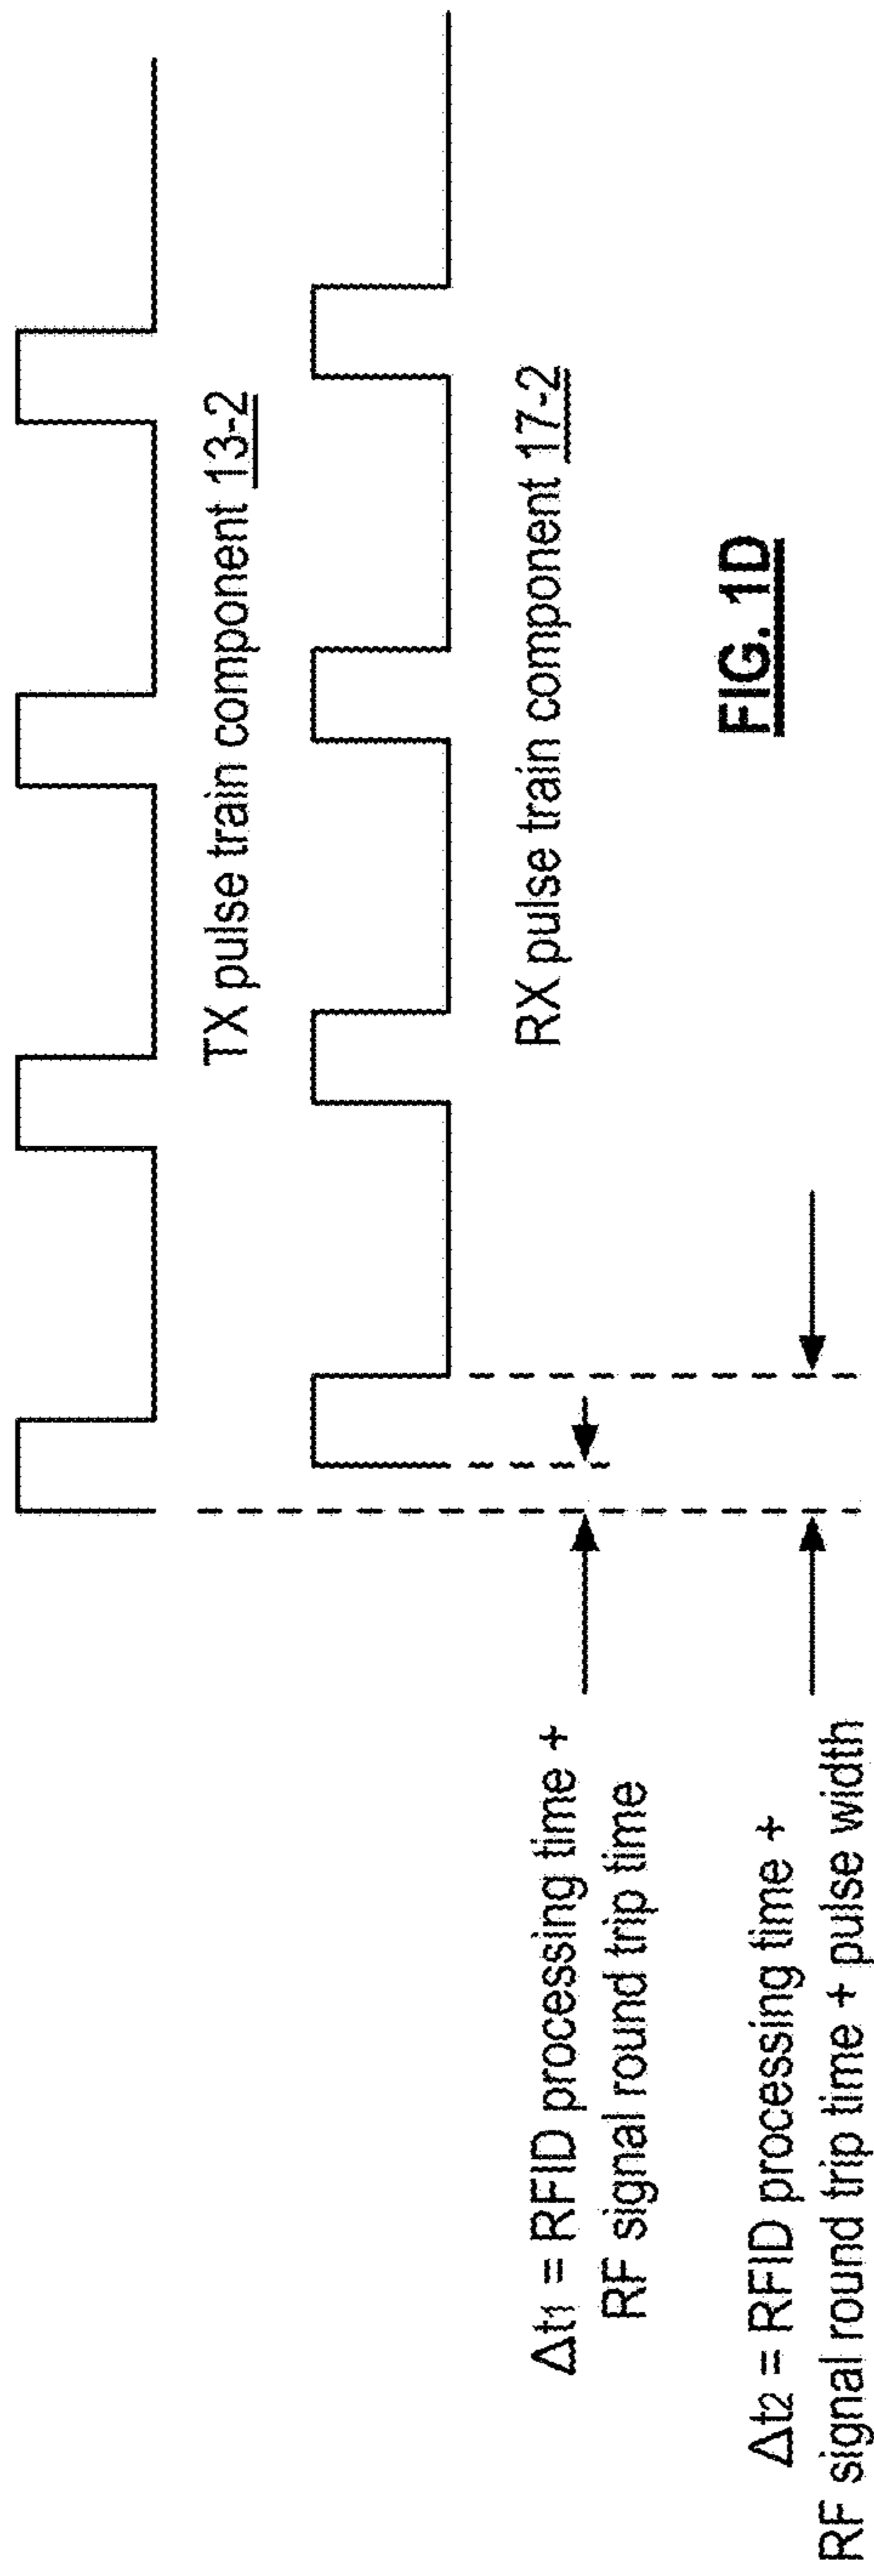 TX pulse train component 13-2
RX pulse train component 17-2
Δt1 = RFID processing time +
RF signal round trip time
Δt2 = RFID processing time +
RF signal round trip time + pulse width
FIG. 1D